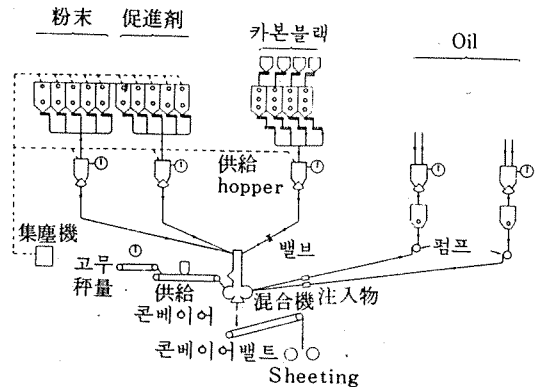 粉末 促進剤
카본블랙
Oil
供給
hopper
밸브
集塵機
고무
秤量
供給
콘베이어
混合機
注入物
펌프
콘베이어밸트
Sheeting